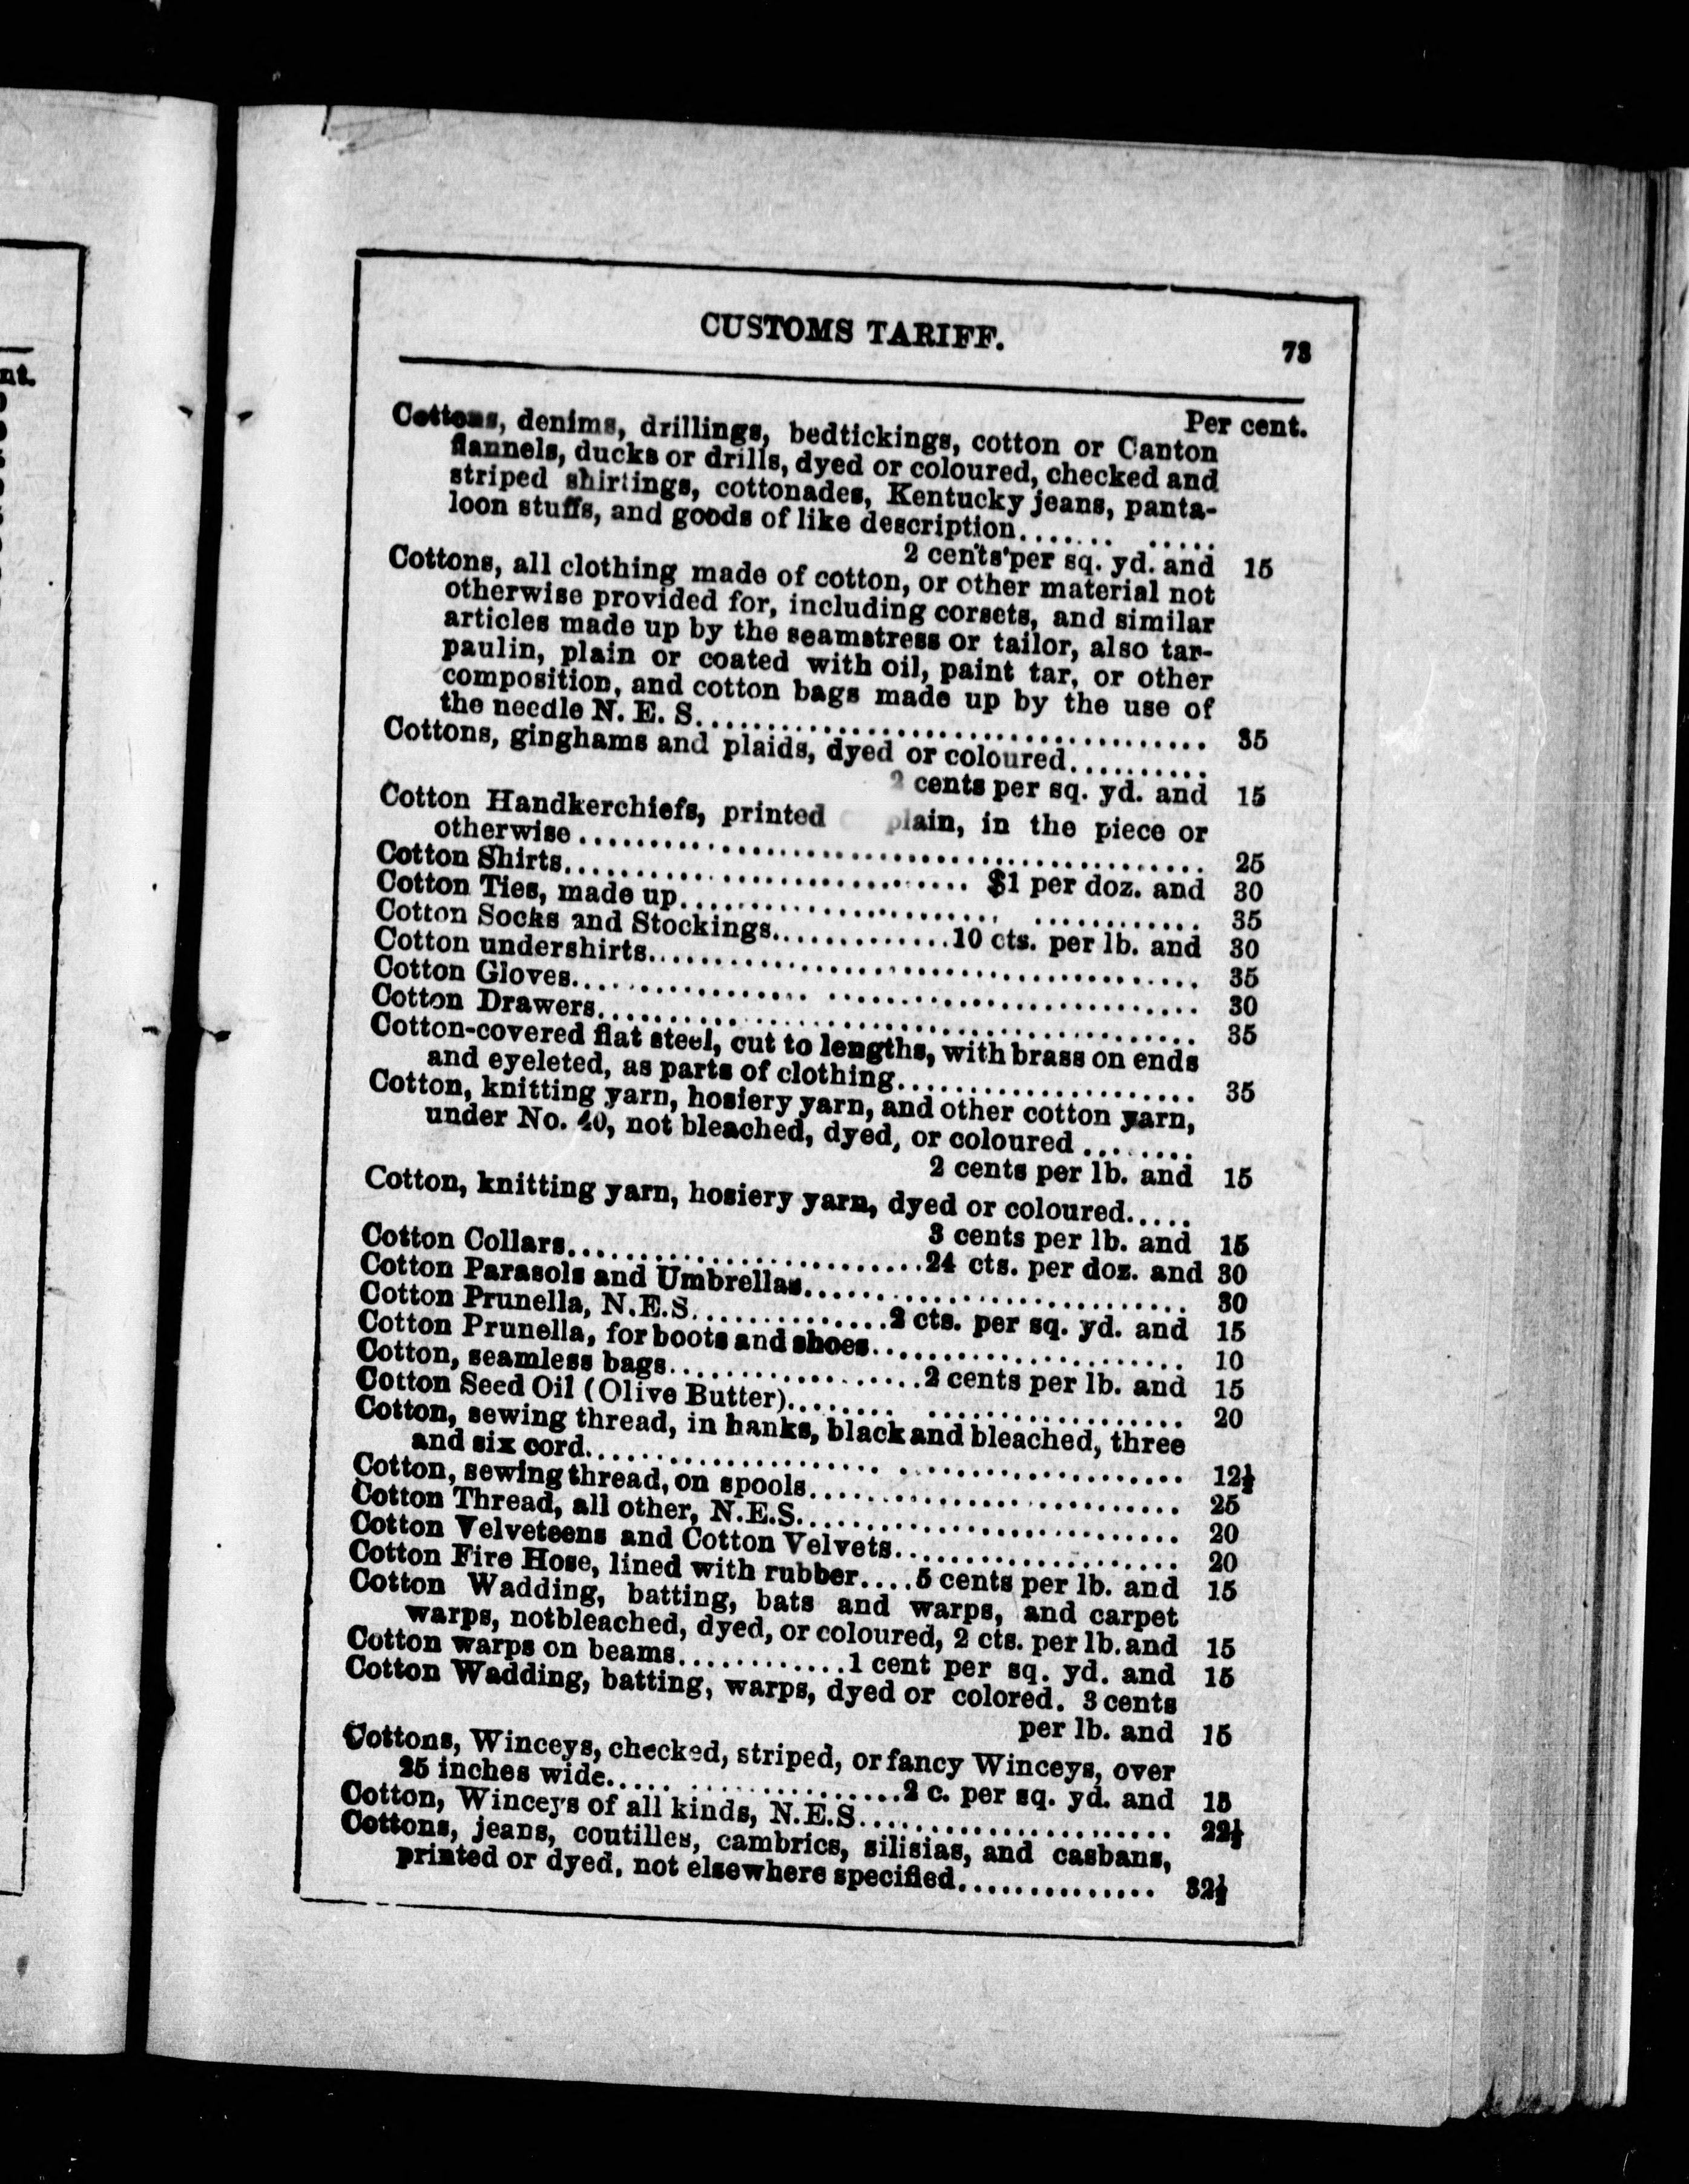 nt.
CUSTOMS TARIFF. 73
Per cent.
Cottons, denims, drillings, bedtickings, cotton or Canton
flannels, ducks or drills, dyed or coloured, checked and
striped shirtings, cottonades, Kentucky jeans, panta-
loon stuffs, and goods of like description....... .....
2 cents per sq. yd. and 15
Cottons, all clothing made of cotton, or other material not
otherwise provided for, including corsets, and similar
articles made up by the seamstress or tailor, also tar-
paulin, plain or coated with oil, paint tar, or other
composition, and cotton bags made up by the use of
the needle N. E. S.......................................... 35
Cottons, ginghams and plaids, dyed or coloured..........
2 cents per sq. yd. and 15
Cotton Handkerchiefs, printed plain, in the piece or
otherwise.................................................... 25
Cotton Shirts.................................. $1 per doz. and 30
Cotton Ties, made up.......................... ............ 35
Cotton Socks and Stockings..............10 cts. per lb. and 30
Cotton undershirts............................................. 35
Cotton Gloves.................... ............................... 30
Cotton Drawers.................................................. 35
Cotton-covered flat steel, cut to lengths, with brass on ends
and eyeleted, as parts of clothing......................... 35
Cotton, knitting yarn, hosiery yarn, and other cotton yarn,
under No. 40, not bleached, dyed, or coloured.........
2 cents per lb. and 15
Cotton, knitting yarn, hosiery yarn, dyed or coloured.....
3 cents per lb. and 15
Cotton Collars.............................24 cts. per doz. and 30
Cotton Parasols and Umbrellas............................... 30
Cotton Prunella, N.E.S................2 cts. per sq. yd. and 15
Cotton Prunella, for boots and shoes......................... 10
Cotton, seamless bags.....................2 cents per lb. and 15
Cotton Seed Oil (Olive Butter)......... ..................... 20
Cotton, sewing thread, in hanks, black and bleached, three
and six cord........................ ........................ 12½
Cotton, sewing thread, on spools.............................. 25
Cotton Thread, all other, N.E.S............................... 20
Cotton Velveteens and Cotton Velvets....................... 20
Cotton Fire Hose, lined with rubber....5 cents per lb. and 15
Cotton Wadding, batting, bats and warps, and carpet
warps, notbleached, dyed, or coloured, 2 cts. per lb. and 15
Cotton warps on beams.............1 cent per sq. yd. and 15
Cotton Wadding, batting, warps, dyed or colored. 3 cents
per lb. and 15
Cottons, Winceys, checked, striped, or fancy Winceys, over
25 inches wide..... ................2 c. per sq. yd. and 15
Cotton, Winceys of all kinds, N.E.S.......................... 22½
Cottons, jeans, coutilles, cambrics, silisias, and casbans,
printed or dyed, not elsewhere specified............... 32½